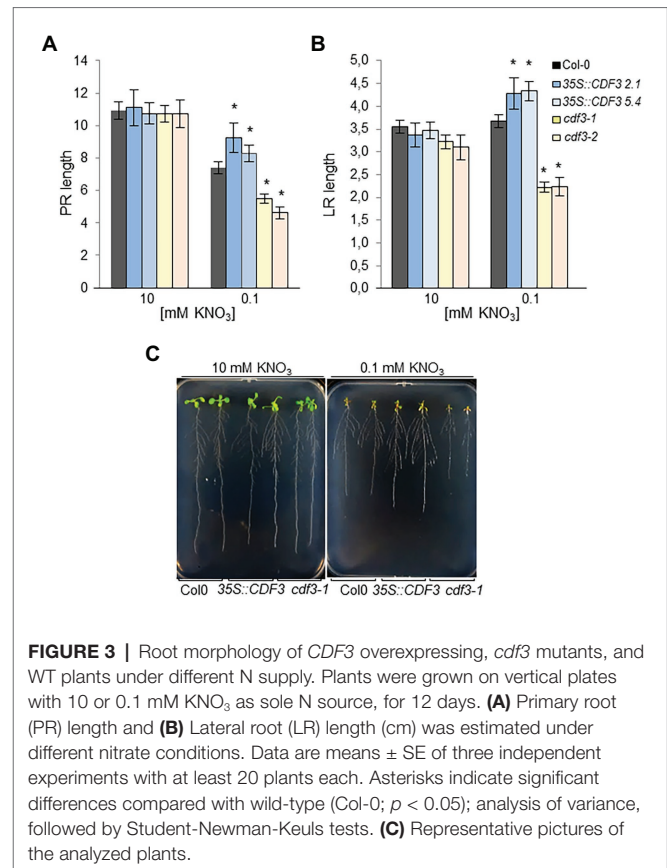 A
14
12
10
8
6
4
2
0
PR length
* * * *
10 0.1
[mM KNO₃]
B
5,0
4,5
4,0
3,5
3,0
2,5
2,0
1,5
1,0
0,5
0,0
LR length
* * * *
Col-0
35S::CDF3 2.1
35S::CDF3 5.4
cdf3-1
cdf3-2
10 0.1
[mM KNO₃]
C
10 mM KNO₃ 0.1 mM KNO₃
Col0 35S::CDF3 cdf3-1 Col0 35S::CDF3 cdf3-1
FIGURE 3 | Root morphology of CDF3 overexpressing, cdf3 mutants, and
WT plants under different N supply. Plants were grown on vertical plates
with 10 or 0.1 mM KNO₃ as sole N source, for 12 days. (A) Primary root
(PR) length and (B) Lateral root (LR) length (cm) was estimated under
different nitrate conditions. Data are means ± SE of three independent
experiments with at least 20 plants each. Asterisks indicate significant
differences compared with wild-type (Col-0; p < 0.05); analysis of variance,
followed by Student-Newman-Keuls tests. (C) Representative pictures of
the analyzed plants.